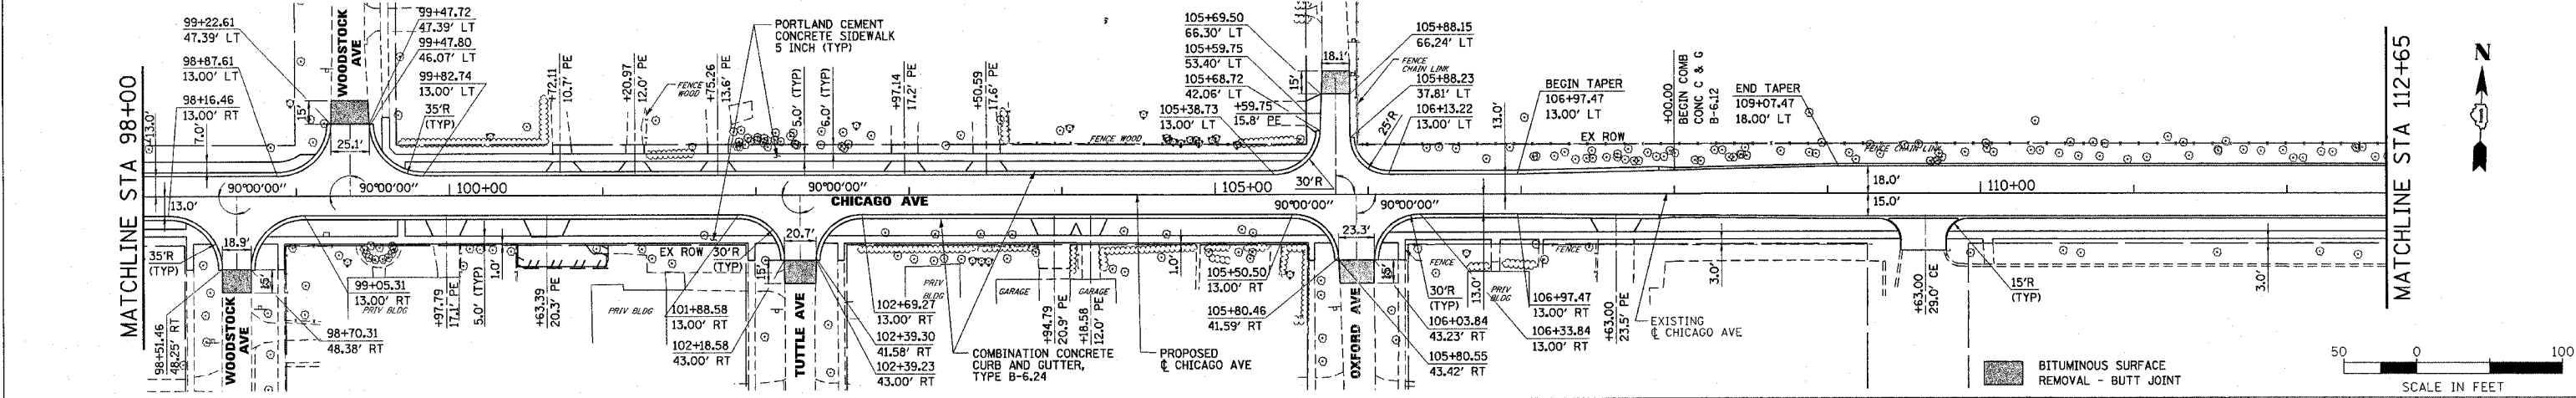 MATCHLINE STA 98+00
99+22.61
47.39' LT
98+87.61
13.00' LT
98+16.46
13.00' RT
13.0'
7.0'
15'
WOODSTOCK
AVE
25.1'
99+47.72
47.39' LT
99+47.80
46.07' LT
99+82.74
13.00' LT
35'R
(TYP)
+72.11
10.7' PE
+20.97
12.0' PE
FENCE
WOOD
+75.26
13.6' PE
PORTLAND CEMENT
CONCRETE SIDEWALK
5 INCH (TYP)
5.0' (TYP)
6.0' (TYP)
+97.14
17.2' PE
+50.59
17.6' PE
FENCE WOOD
105+69.50
66.30' LT
105+59.75
53.40' LT
105+68.72
42.06' LT
105+38.73
13.00' LT
+59.75
15.8' PE
18.1'
15'
FENCE
CHAIN LINK
105+88.15
66.24' LT
105+88.23
37.81' LT
106+13.22
13.00' LT
25'R
13.0'
BEGIN TAPER
106+97.47
13.00' LT
EX ROW
+00.00
BEGIN COMB
CONC C & G
B-6.12
END TAPER
109+07.47
18.00' LT
FENCE CHAIN LINK
MATCHLINE STA 112+65
N
90°00'00"
90°00'00"
100+00
90°00'00"
CHICAGO AVE
105+00
30'R
90°00'00"
90°00'00"
18.0'
15.0'
110+00
13.0'
35'R
(TYP)
18.9'
15'
98+51.46
48.25' RT
WOODSTOCK
AVE
98+70.31
48.38' RT
99+05.31
13.00' RT
PRIV BLDG
+97.79
17.1' PE
5.0' (TYP)
1.0'
+63.39
20.3' PE
PRIV BLDG
EX ROW
30'R
(TYP)
101+88.58
13.00' RT
102+18.58
43.00' RT
20.7'
15'
TUTTLE AVE
102+69.27
13.00' RT
102+39.30
41.58' RT
102+39.23
43.00' RT
PRIV
BLDG
GARAGE
COMBINATION CONCRETE
CURB AND GUTTER,
TYPE B-6.24
+94.79
20.9' PE
GARAGE
+18.58
12.0' PE
PROPOSED
℄ CHICAGO AVE
1.0'
105+50.50
13.00' RT
105+80.46
41.59' RT
23.3'
15'
OXFORD AVE
FENCE
30'R
(TYP)
13.0'
PRIV
BLDG
FENCE
106+97.47
13.00' RT
106+03.84
43.23' RT
106+33.84
13.00' RT
105+80.55
43.42' RT
+63.00
23.5' PE
EXISTING
℄ CHICAGO AVE
3.0'
+63.00
29.0' CE
15'R
(TYP)
3.0'
BITUMINOUS SURFACE
REMOVAL - BUTT JOINT
50 0 100
SCALE IN FEET